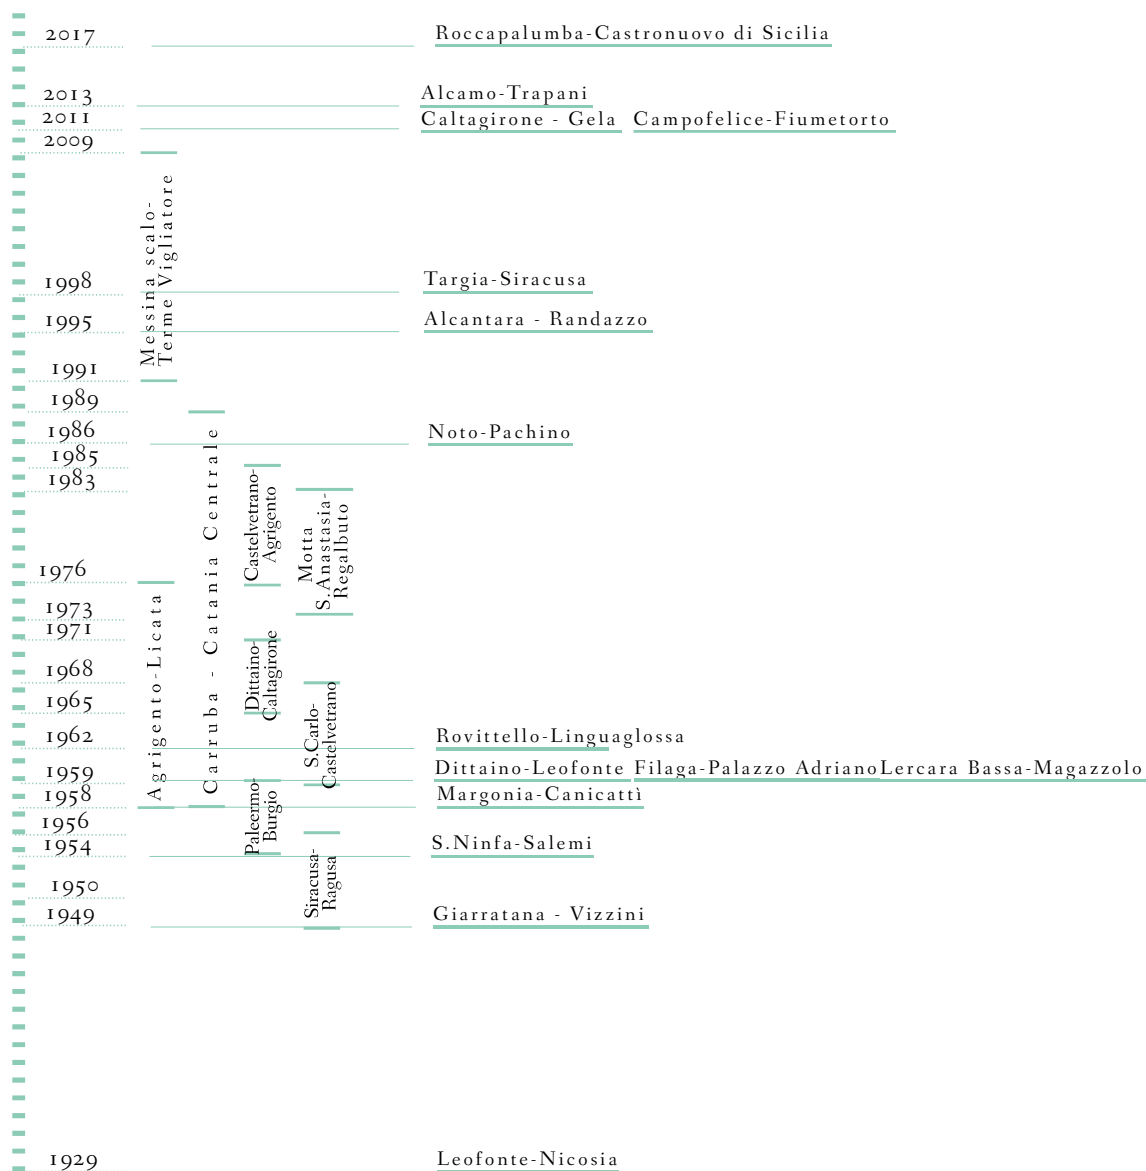 2017 Roccapalumba-Castronuovo di Sicilia
2013 Alcamo-Trapani
2011 Caltagirone - Gela Campofelice-Fiumetorto
2009
Messina scalo-
Terme Vigliatore
1998 Targia-Siracusa
1995 Alcantara - Randazzo
1991
1989
1986 Noto-Pachino
1985
1983
Carruba - Catania Centrale
Castelvetrano-
Agrigento
Motta
S.Anastasia-
Regalbuto
1976
1973
1971
Agrigento-Licata
Dittaino-
Caltagirone
1968
1965
S.Carlo-
Castelvetrano
1962 Rovittello-Linguaglossa
1959 Dittaino-Leofonte Filaga-Palazzo Adriano Lercara Bassa-Magazzolo
1958 Margonia-Canicattì
Paleermo-
Burgio
1956
1954 S.Ninfa-Salemi
Siracusa-
Ragusa
1950
1949 Giarratana - Vizzini
1929 Leofonte-Nicosia